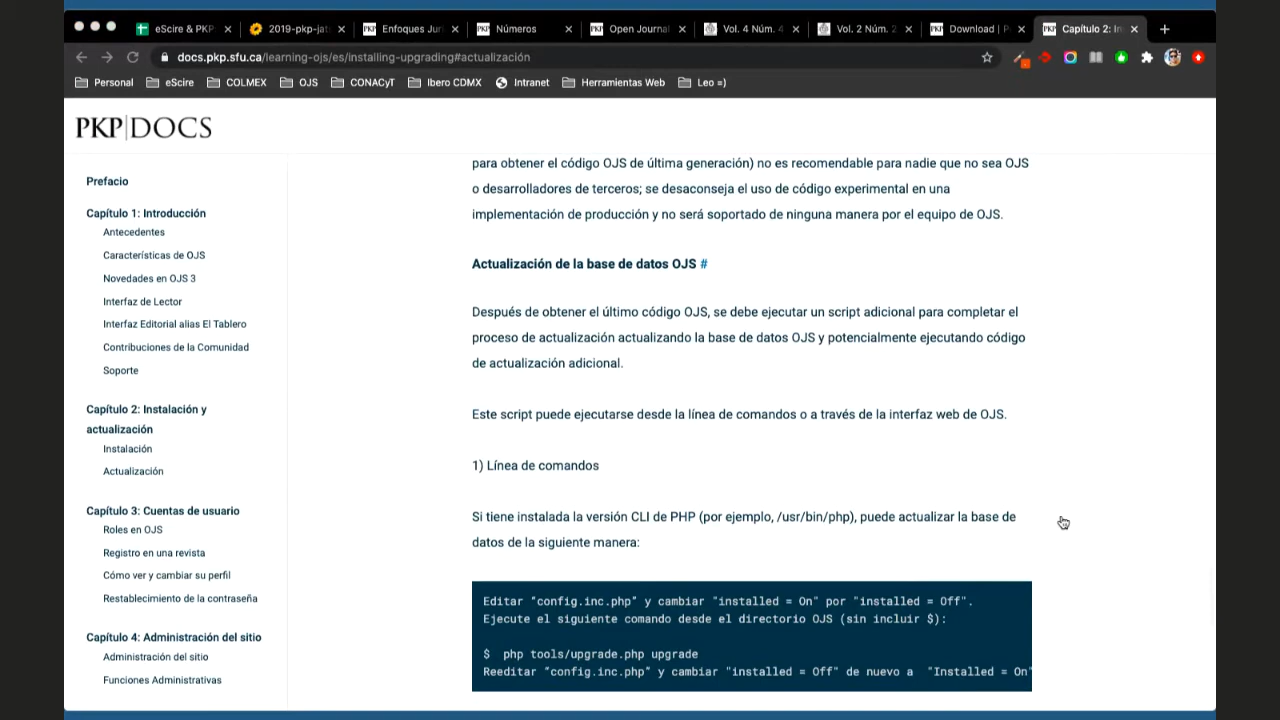 eScire & PKP
2019-pkp-jat
Enfoques Juri
Números
Open Journal
Vol. 4 Núm. 4
Vol. 2 Núm. 2
Download | P
Capítulo 2: In
docs.pkp.sfu.ca/learning-ojs/es/installing-upgrading#actualización
Personal
eScire
COLMEX
OJS
CONACyT
Ibero CDMX
Intranet
Herramientas Web
Leo =)
PKP|DOCS
Prefacio
Capítulo 1: Introducción
Antecedentes
Características de OJS
Novedades en OJS 3
Interfaz de Lector
Interfaz Editorial alias El Tablero
Contribuciones de la Comunidad
Soporte
Capítulo 2: Instalación y
actualización
Instalación
Actualización
Capítulo 3: Cuentas de usuario
Roles en OJS
Registro en una revista
Cómo ver y cambiar su perfil
Restablecimiento de la contraseña
Capítulo 4: Administración del sitio
Administración del sitio
Funciones Administrativas
para obtener el código OJS de última generación) no es recomendable para nadie que no sea OJS
o desarrolladores de terceros; se desaconseja el uso de código experimental en una
implementación de producción y no será soportado de ninguna manera por el equipo de OJS.
Actualización de la base de datos OJS #
Después de obtener el último código OJS, se debe ejecutar un script adicional para completar el
proceso de actualización actualizando la base de datos OJS y potencialmente ejecutando código
de actualización adicional.
Este script puede ejecutarse desde la línea de comandos o a través de la interfaz web de OJS.
1) Línea de comandos
Si tiene instalada la versión CLI de PHP (por ejemplo, /usr/bin/php), puede actualizar la base de
datos de la siguiente manera:
Editar “config.inc.php” y cambiar "installed = On" por "installed = Off".
Ejecute el siguiente comando desde el directorio OJS (sin incluir $):
$ php tools/upgrade.php upgrade
Reeditar “config.inc.php” y cambiar "installed = Off" de nuevo a "Installed = On"